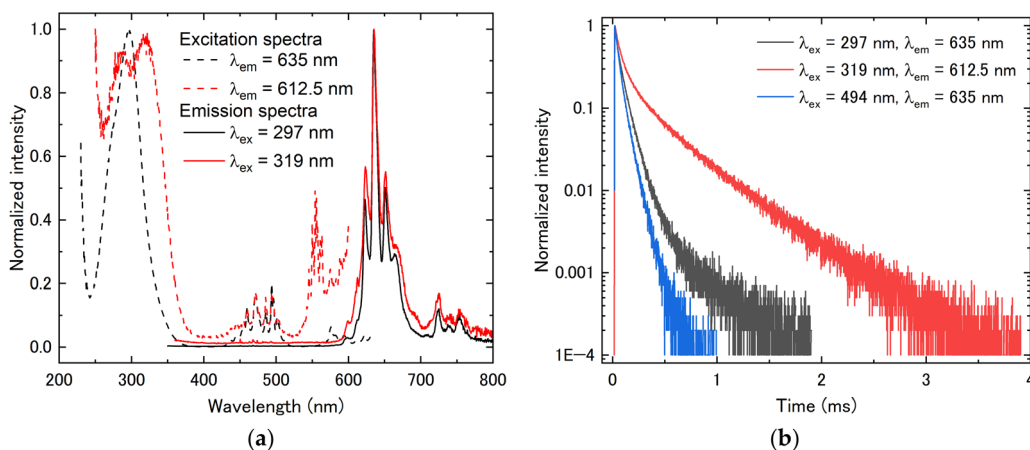 Excitation spectra
λem = 635 nm
λem = 612.5 nm
Emission spectra
λex = 297 nm
λex = 319 nm
Normalized intensity
1.0
0.8
0.6
0.4
0.2
0.0
200 300 400 500 600 700 800
Wavelength (nm)
(a)
λex = 297 nm, λem = 635 nm
λex = 319 nm, λem = 612.5 nm
λex = 494 nm, λem = 635 nm
Normalized intensity
1
0.1
0.01
0.001
1E−4
0 1 2 3 4
Time (ms)
(b)